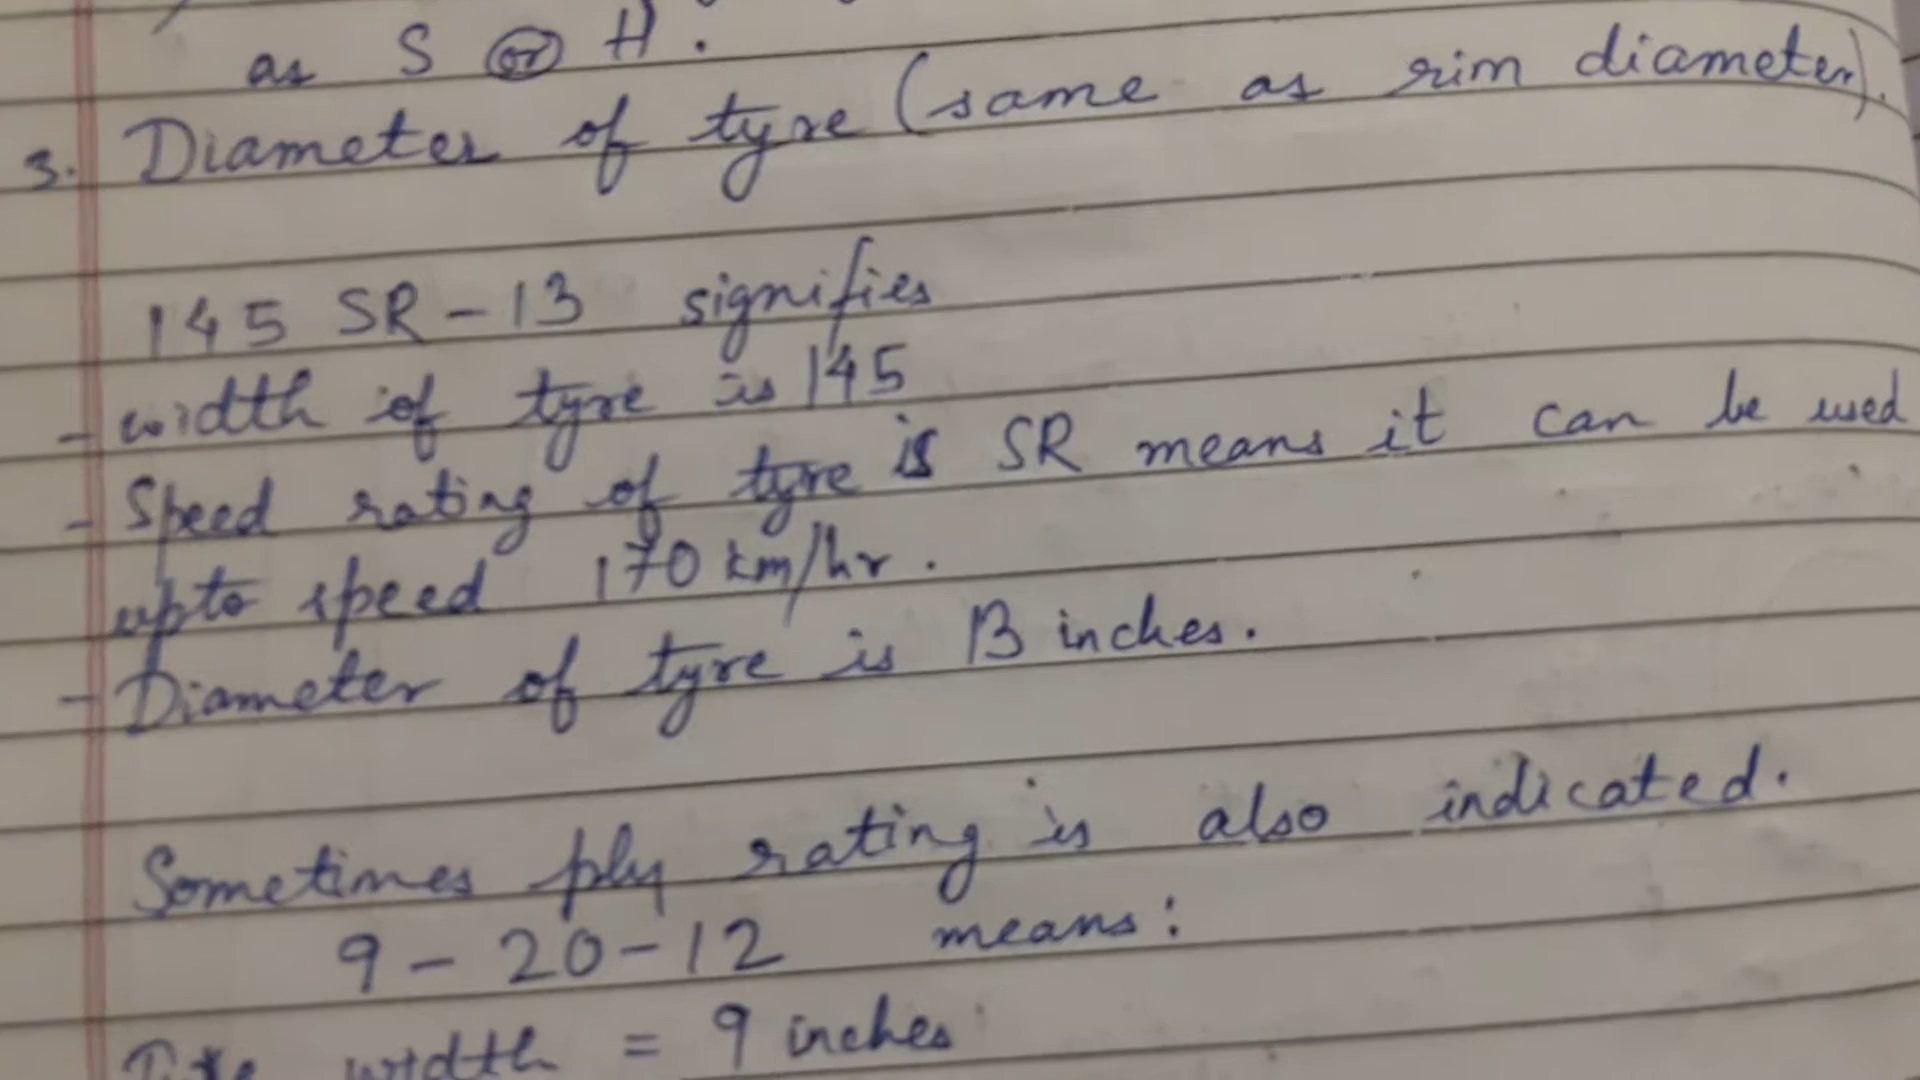 as S or H.
3. Diameter of tyre (same as rim diameter).
145 SR-13 signifies
- width of tyre is 145
- Speed rating of tyre is SR means it can be used
upto speed 170 km/hr.
- Diameter of tyre is 13 inches.
Sometimes ply rating is also indicated.
9-20-12 means:
width = 9 inches